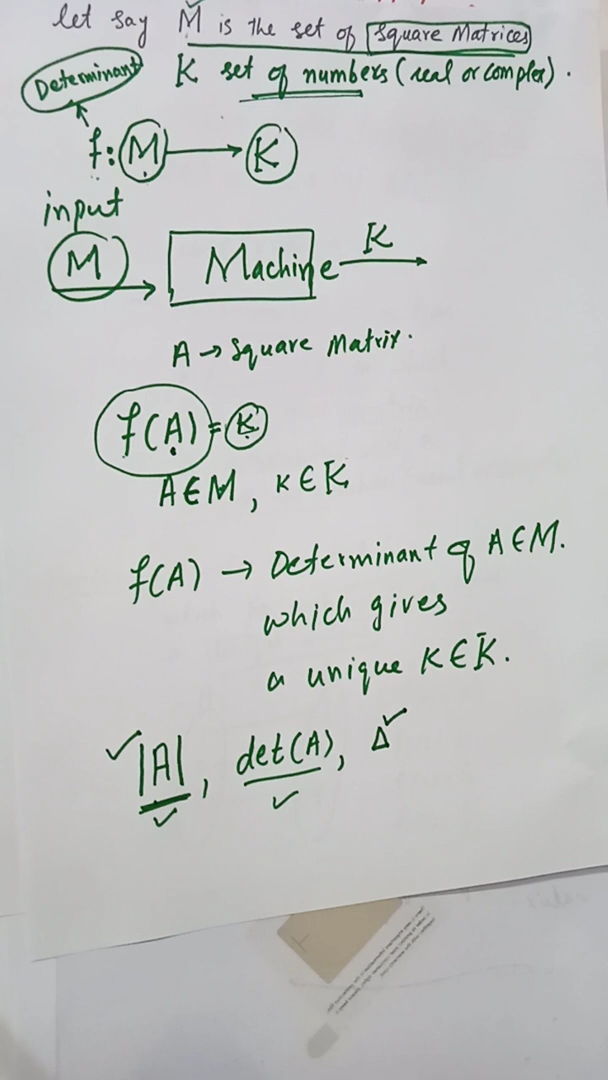 let say M is the set of Square Matrices
Determinant
K set of numbers (real or complex).
f: M → K
input
M → Machine K →
A → Square Matrix.
f(A) = k
A ∈ M, k ∈ K
f(A) → Determinant of A ∈ M.
which gives
a unique k ∈ K.
✓|A|, det(A), Δ✓
✓ ✓